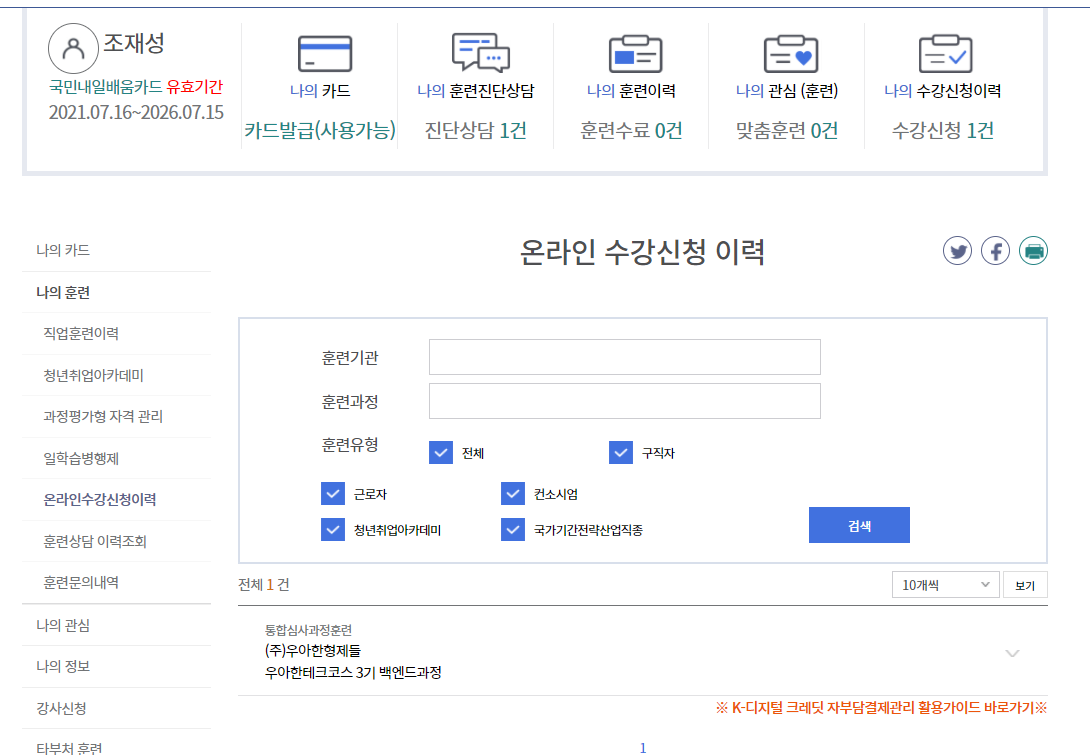 조재성
국민내일배움카드 유효기간
2021.07.16~2026.07.15
나의 카드
카드발급(사용가능)
나의 훈련진단상담
진단상담 1건
나의 훈련이력
훈련수료 0건
나의 관심 (훈련)
맞춤훈련 0건
나의 수강신청이력
수강신청 1건
나의 카드
나의 훈련
직업훈련이력
청년취업아카데미
과정평가형 자격 관리
일학습병행제
온라인수강신청이력
훈련상담 이력조회
훈련문의내역
나의 관심
나의 정보
강사신청
타부처 훈련
온라인 수강신청 이력
훈련기관
훈련과정
훈련유형
전체
구직자
근로자
컨소시엄
청년취업아카데미
국가기간전략산업직종
검색
전체 1 건
10개씩
보기
통합심사과정훈련
(주)우아한형제들
우아한테크코스 3기 백엔드과정
※ K-디지털 크레딧 자부담결제관리 활용가이드 바로가기※
1